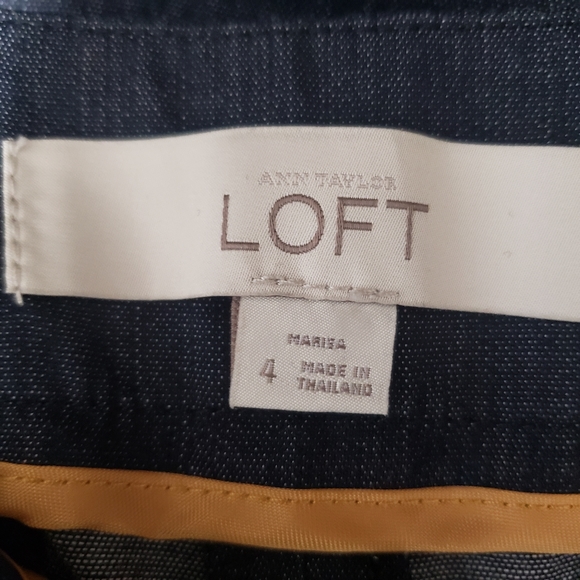 ANN TAYLOR
LOFT
MARISA
4 MADE IN
THAILAND